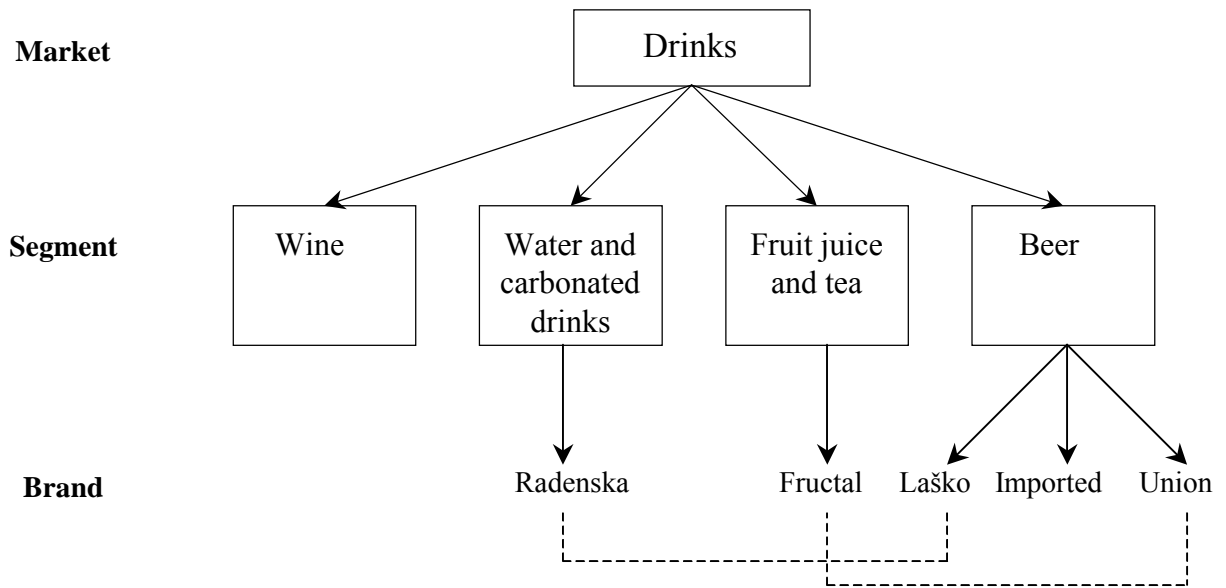 Market
Drinks
Segment
Wine
Water and
carbonated
drinks
Fruit juice
and tea
Beer
Brand
Radenska
Fructal
Laško
Imported
Union